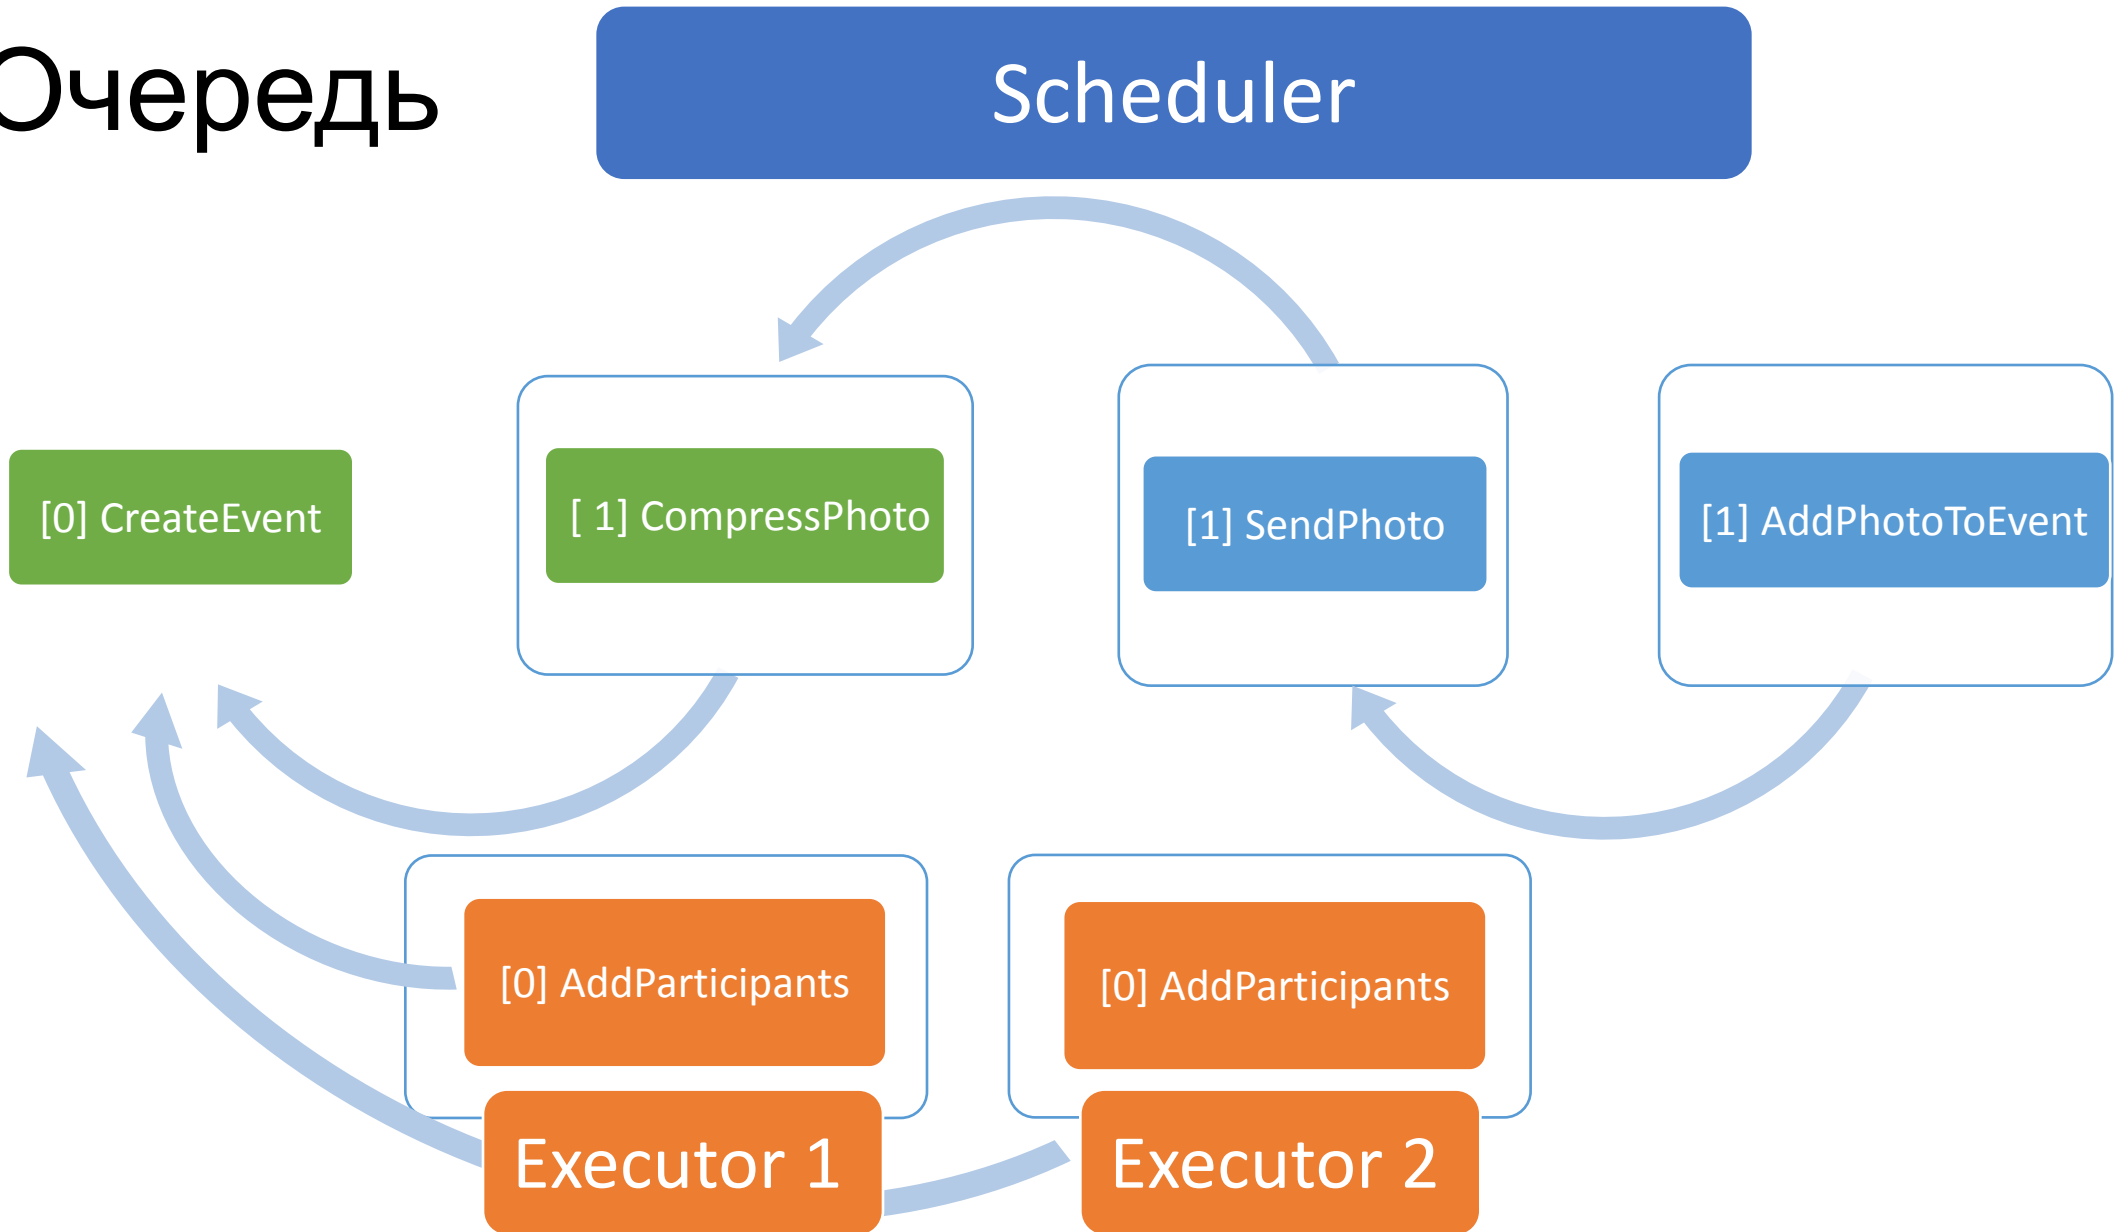 Очередь
Scheduler
[0] CreateEvent
[ 1] CompressPhoto
[1] SendPhoto
[1] AddPhotoToEvent
[0] AddParticipants
[0] AddParticipants
Executor 1
Executor 2